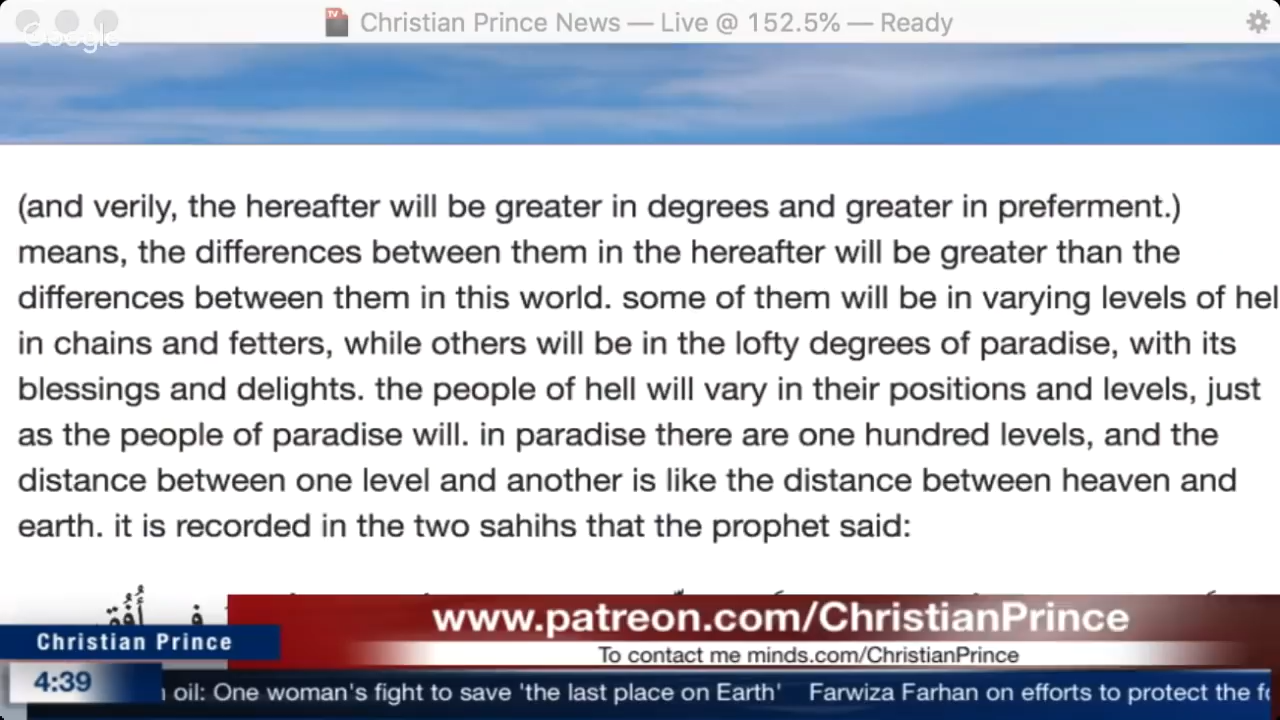 Google
TV
Christian Prince News — Live @ 152.5% — Ready
(and verily, the hereafter will be greater in degrees and greater in preferment.)
means, the differences between them in the hereafter will be greater than the
differences between them in this world. some of them will be in varying levels of hel
in chains and fetters, while others will be in the lofty degrees of paradise, with its
blessings and delights. the people of hell will vary in their positions and levels, just
as the people of paradise will. in paradise there are one hundred levels, and the
distance between one level and another is like the distance between heaven and
earth. it is recorded in the two sahihs that the prophet said:
www.patreon.com/ChristianPrince
Christian Prince
To contact me minds.com/ChristianPrince
4:39
oil: One woman's fight to save 'the last place on Earth' Farwiza Farhan on efforts to protect the